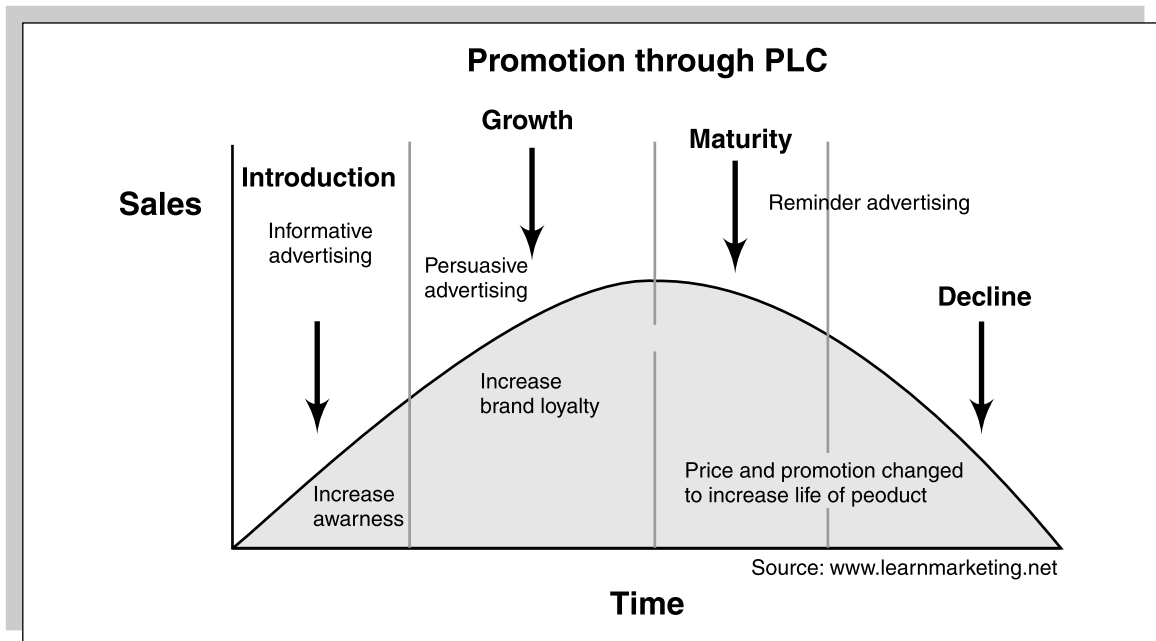 Promotion through PLC
Growth
Maturity
Introduction
Sales
Reminder advertising
Informative
advertising
Persuasive
advertising
Decline
Increase
brand loyalty
Price and promotion changed
to increase life of peoduct
Increase
awarness
Source: www.learnmarketing.net
Time